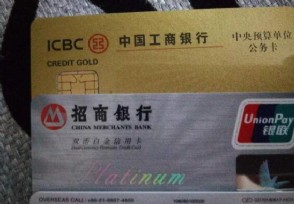 ICBC 中国工商银行
中央预算单位
公务卡
CREDIT GOLD
招商银行
CHINA MERCHANTS BANK
UnionPay
银联
Platinum